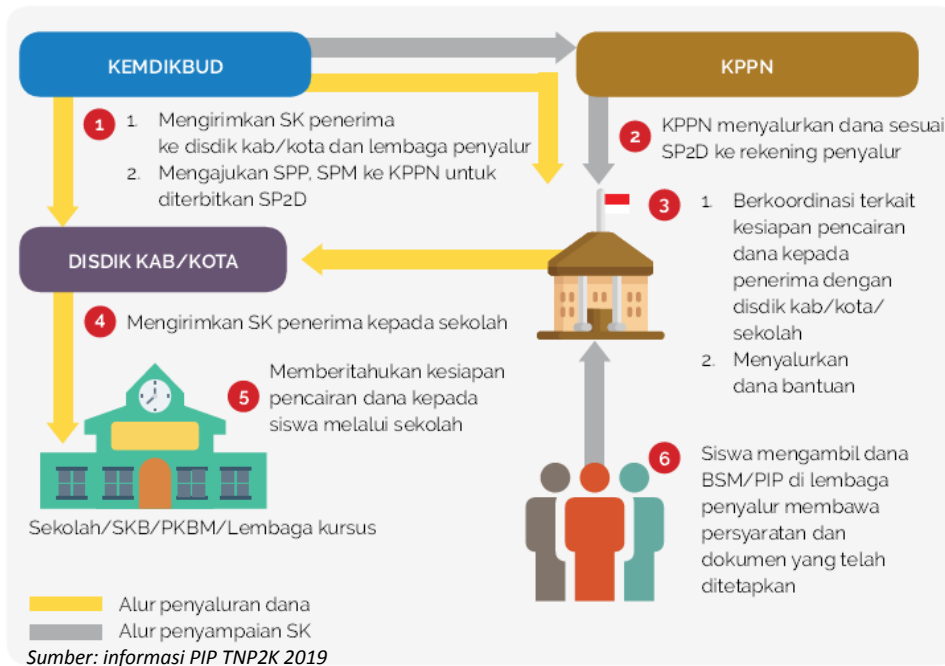 KEMDIKBUD
KPPN
1
1. Mengirimkan SK penerima
ke disdik kab/kota dan lembaga penyalur
2. Mengajukan SPP, SPM ke KPPN untuk
diterbitkan SP2D
2
KPPN menyalurkan dana sesuai
SP2D ke rekening penyalur
3
1. Berkoordinasi terkait
kesiapan pencairan
dana kepada
penerima dengan
disdik kab/kota/
sekolah
2. Menyalurkan
dana bantuan
DISDIK KAB/KOTA
4
Mengirimkan SK penerima kepada sekolah
5
Memberitahukan kesiapan
pencairan dana kepada
siswa melalui sekolah
6
Siswa mengambil dana
BSM/PIP di lembaga
penyalur membawa
persyaratan dan
dokumen yang telah
ditetapkan
Sekolah/SKB/PKBM/Lembaga kursus
Alur penyaluran dana
Alur penyampaian SK
Sumber: informasi PIP TNP2K 2019